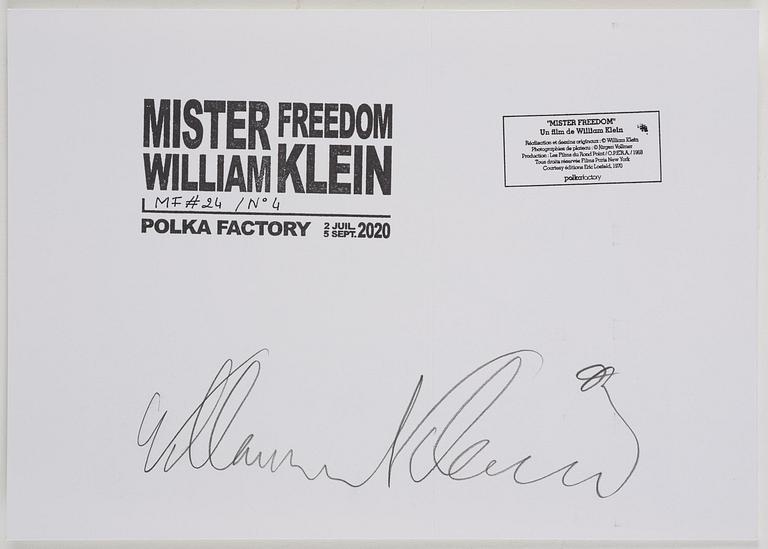 MISTER FREEDOM
WILLIAM KLEIN
MF#24 / N° 4
POLKA FACTORY 2 JUIL. 5 SEPT. 2020
"MISTER FREEDOM"
Un film de William Klein
Réalisation et dessins originaux : © William Klein
Photographies de plateau : © Jürgen Vollmer
Production : Les Films du Rond Point / O.P.E.R.A. / 1968
Tous droits réservés Films Paris New York
Courtesy éditions Eric Losfeld, 1970
polkafactory
William Klein